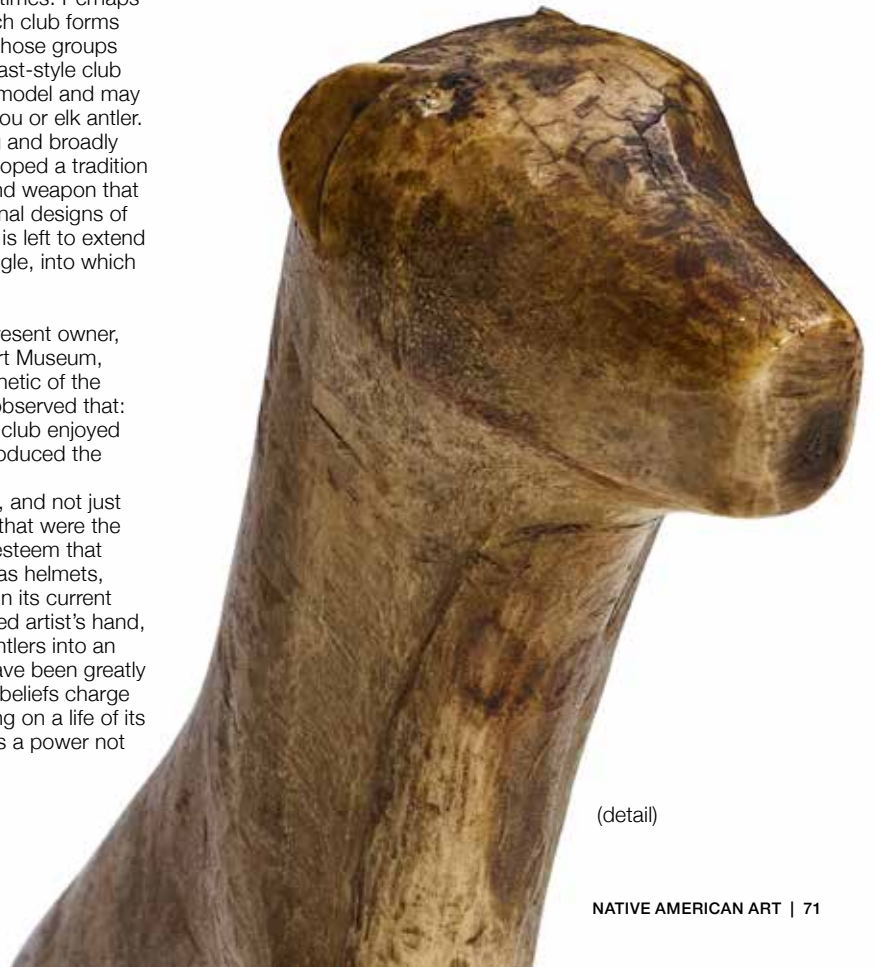 times. Perhaps
ch club forms
hose groups
ast-style club
model and may
ou or elk antler.
g and broadly
oped a tradition
nd weapon that
nal designs of
is left to extend
gle, into which
resent owner,
rt Museum,
netic of the
observed that:
club enjoyed
oduced the
, and not just
that were the
esteem that
as helmets,
n its current
ed artist’s hand,
ntlers into an
ave been greatly
beliefs charge
ng on a life of its
s a power not
(detail)
NATIVE AMERICAN ART | 71